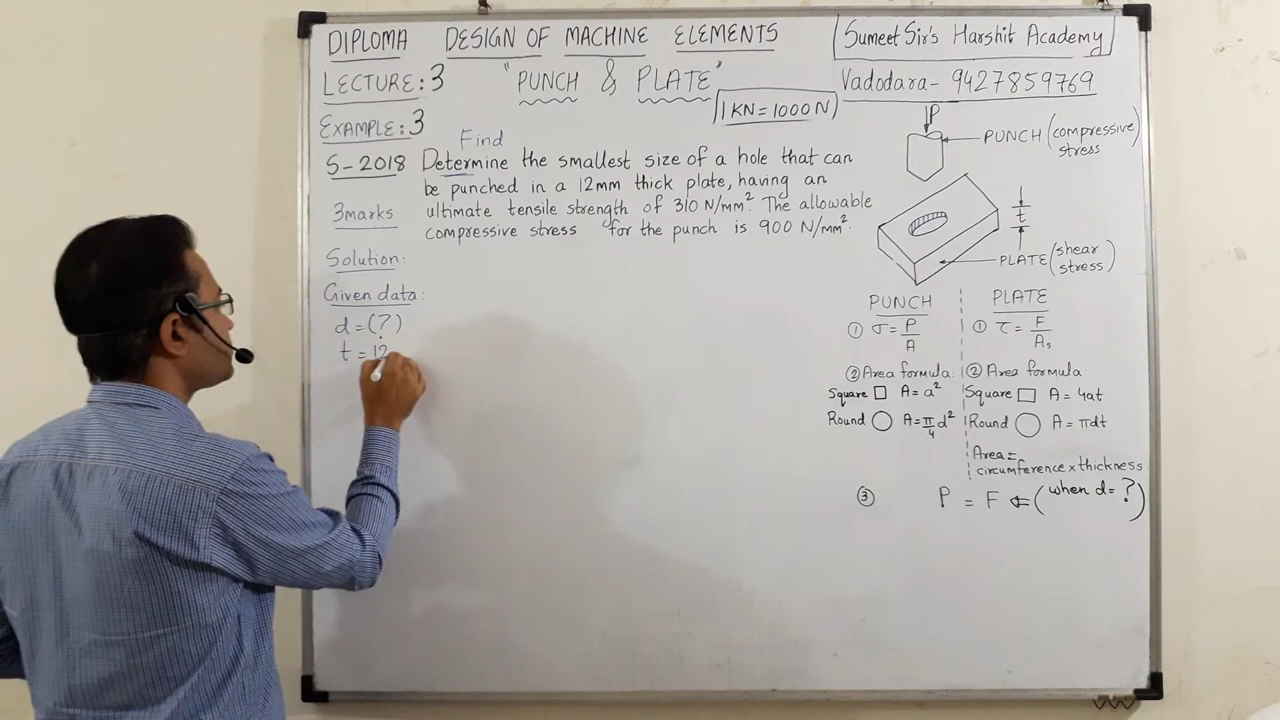 DIPLOMA DESIGN OF MACHINE ELEMENTS
Sumeet Sir's Harshit Academy
LECTURE: 3 "PUNCH & PLATE"
Vadodara- 9427859769
1 KN = 1000 N
EXAMPLE: 3
Find
S-2018 Determine the smallest size of a hole that can
be punched in a 12mm thick plate, having an
3marks ultimate tensile strength of 310 N/mm². The allowable
compressive stress for the punch is 900 N/mm².
Solution:
Given data:
d = (?)
t = 12
P
PUNCH (compressive stress)
t
PLATE (shear stress)
PUNCH PLATE
① σ = P/A ① τ = F/As
② Area formula: ② Area formula:
Square □ A = a² Square □ A = 4at
Round ○ A = π/4 d² Round ○ A = πdt
Area =
circumference x thickness
③ P = F ⇐ (when d= ?)